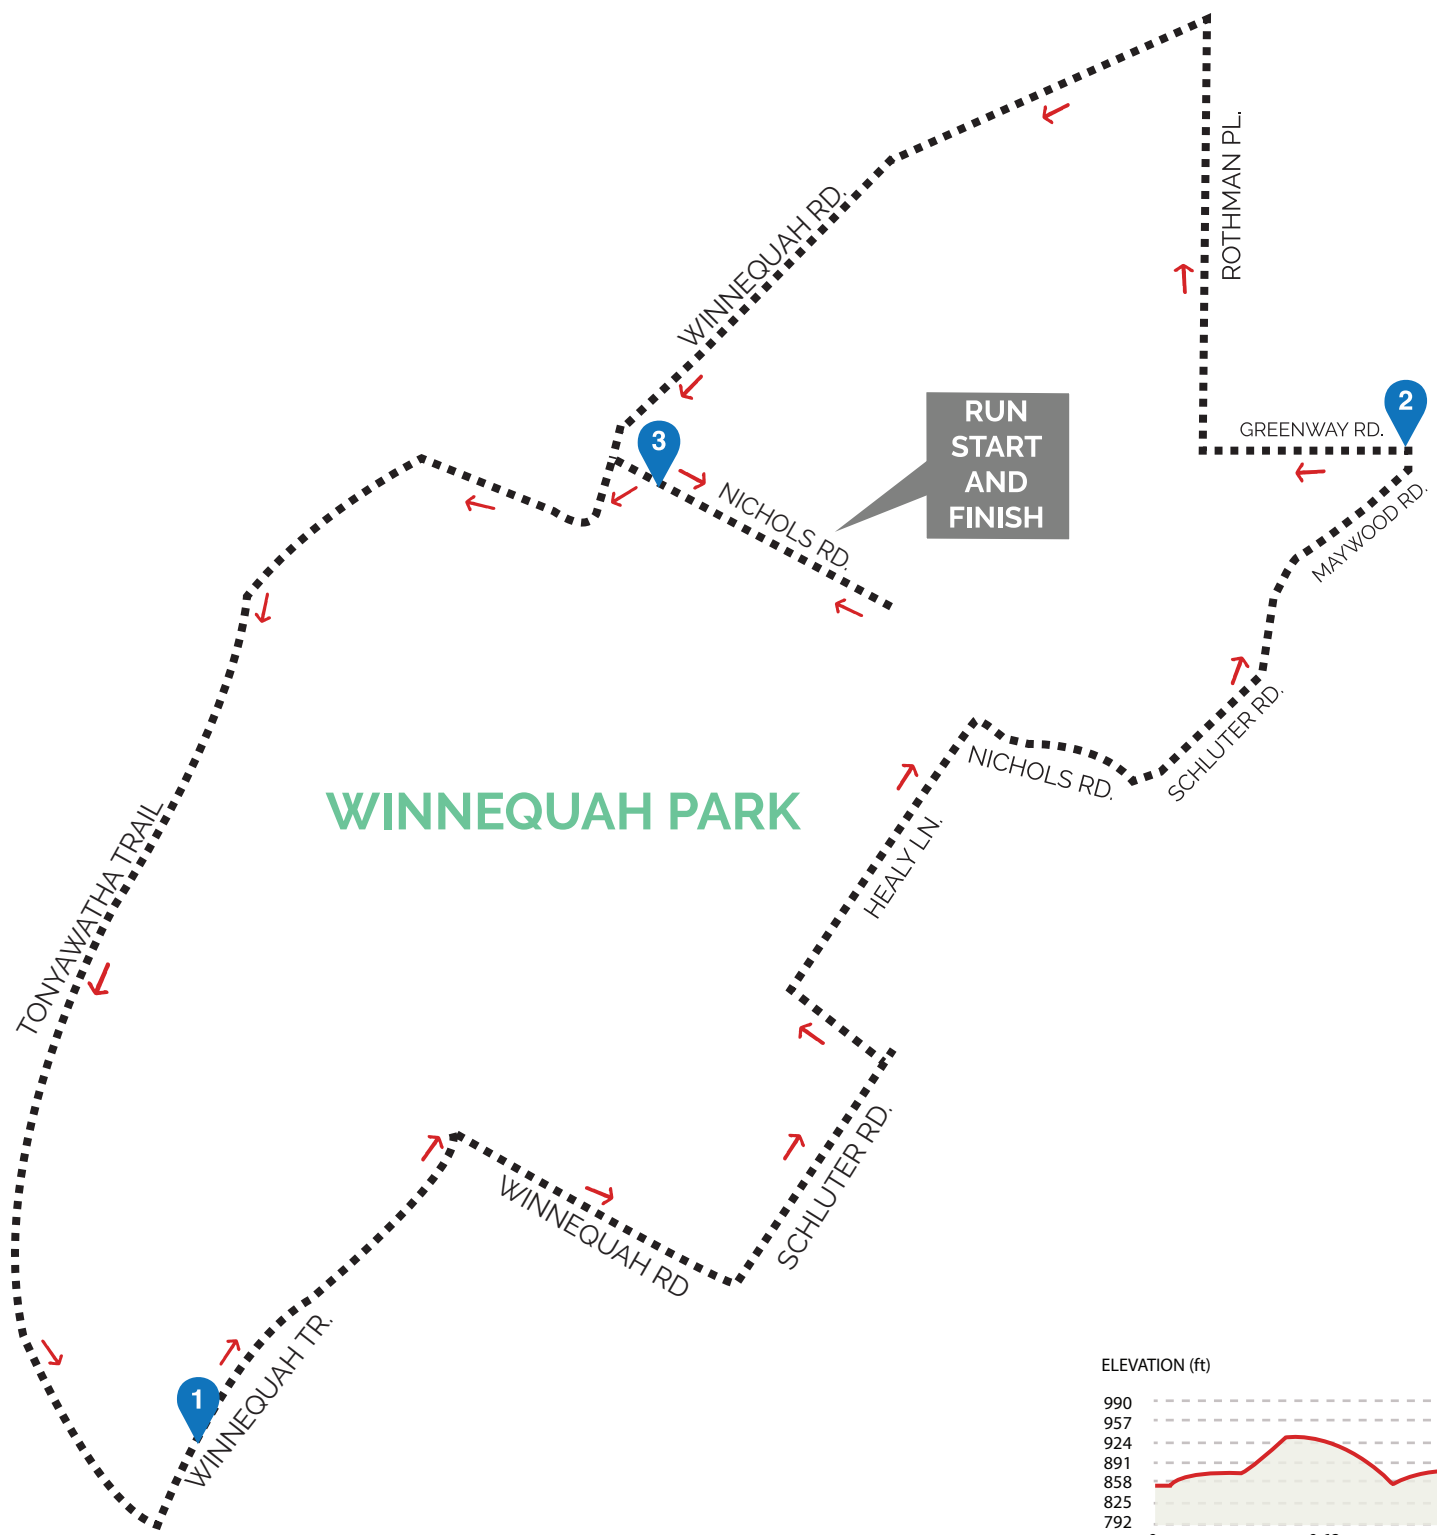 ROTHMAN PL.
WINNEQUAH RD.
2
GREENWAY RD.
RUN
START
AND
FINISH
3
NICHOLS RD.
MAYWOOD RD.
SCHLUTER RD.
NICHOLS RD.
WINNEQUAH PARK
HEALY LN.
TONYAWATHA TRAIL
SCHLUTER RD.
WINNEQUAH RD
WINNEQUAH TR.
1
ELEVATION (ft)
990
957
924
891
858
825
792